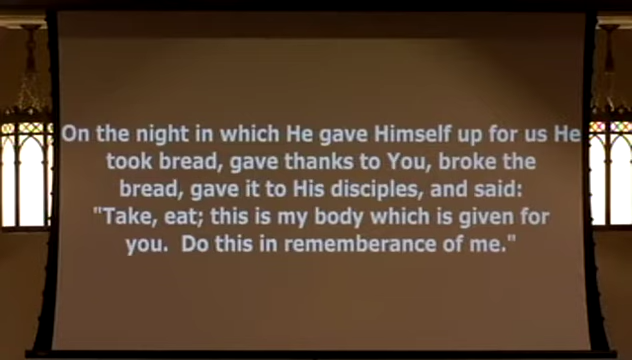 On the night in which He gave Himself up for us He
took bread, gave thanks to You, broke the
bread, gave it to His disciples, and said:
"Take, eat; this is my body which is given for
you.  Do this in rememberance of me."